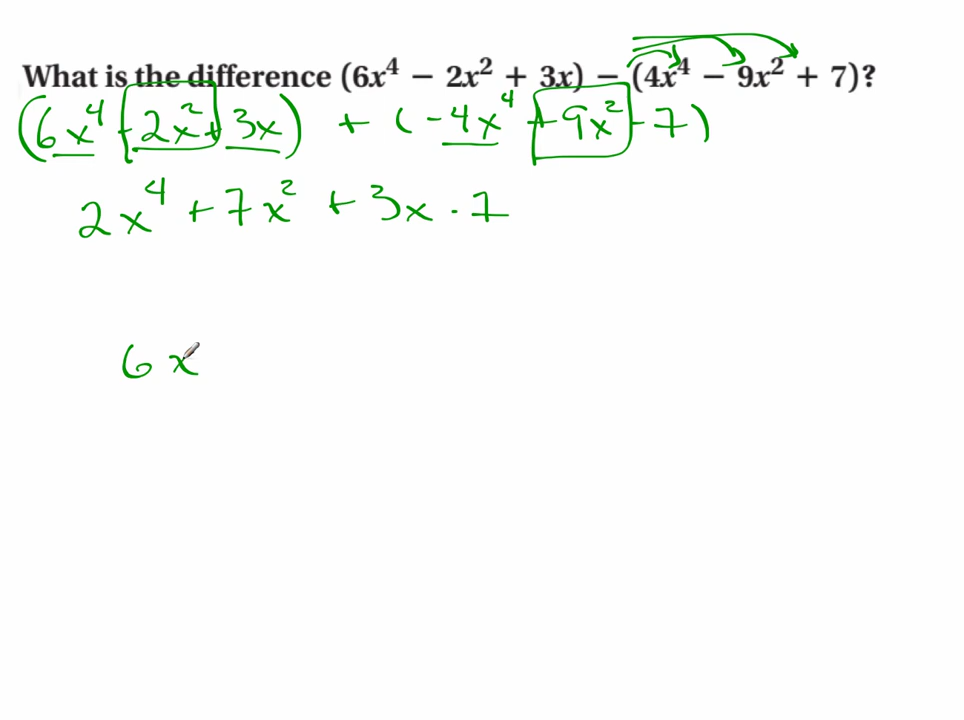 What is the difference (6x⁴ − 2x² + 3x) − (4x⁴ − 9x² + 7)?
(6x⁴ - 2x² + 3x) + (-4x⁴ + 9x² - 7)
2x⁴ + 7x² + 3x - 7
6x